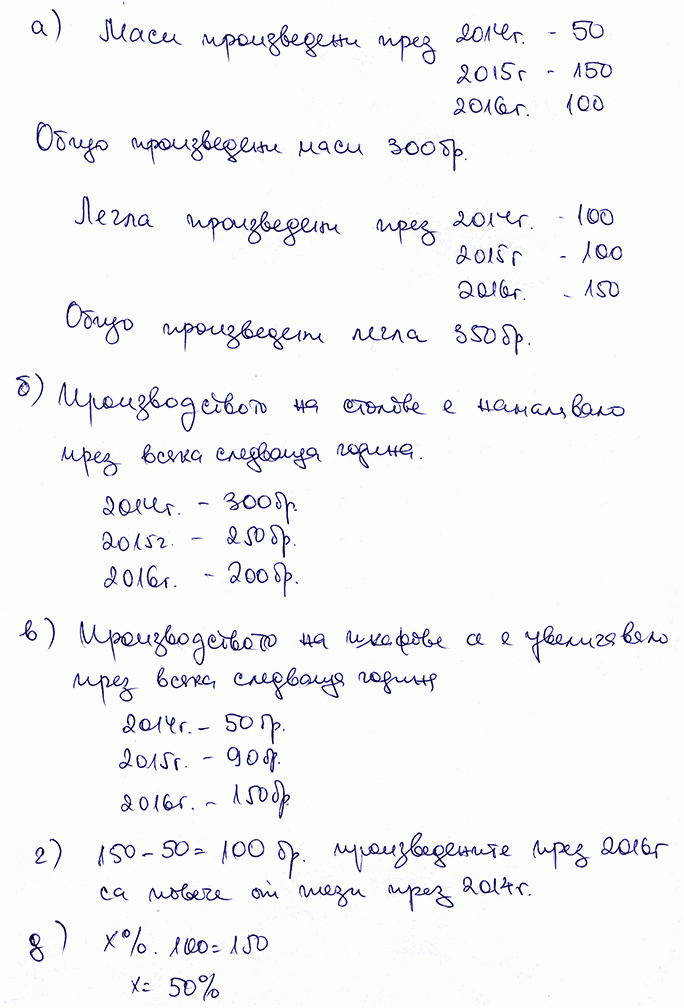 а) Маси произведени през 2014г. - 50
2015г - 150
2016г. 100
Общо произведени маси 300бр.
Легла произведени през 2014г. - 100
2015г - 100
2016г. - 150
Общо произведени легла 350бр.
б) Производството на столове е намалявало
през всяка следваща година.
2014г. - 300бр.
2015г. - 250бр.
2016г. - 200бр.
в) Производството на шкафове се е увеличавало
през всяка следваща година
2014г. - 50бр.
2015г. - 90бр.
2016г. - 150бр
г) 150-50=100 бр. произведените през 2016г
са повече от тези през 2014г.
д) x%. 100=150
x= 50%